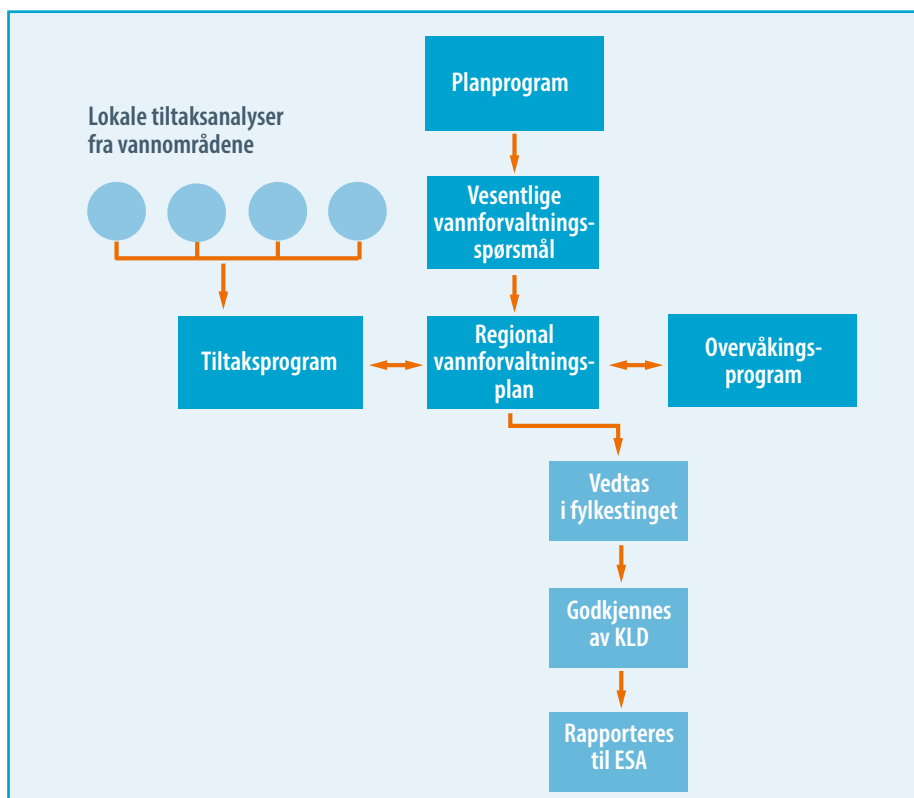 Planprogram
Lokale tiltaksanalyser
fra vannområdene
Vesentlige
vannforvaltnings-
spørsmål
Tiltaksprogram
Regional
vannforvaltnings-
plan
Overvåkings-
program
Vedtas
i fylkestinget
Godkjennes
av KLD
Rapporteres
til ESA